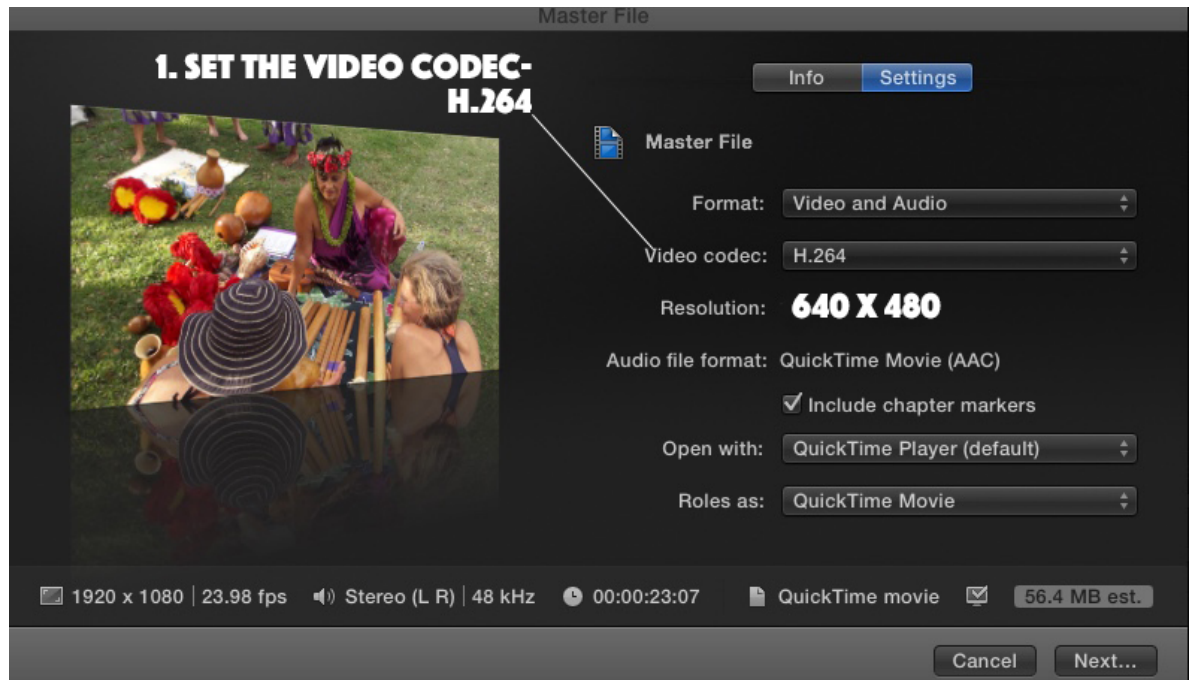 Master File
1. SET THE VIDEO CODEC-
H.264
Info Settings
Master File
Format: Video and Audio
Video codec: H.264
Resolution: 640 X 480
Audio file format: QuickTime Movie (AAC)
Include chapter markers
Open with: QuickTime Player (default)
Roles as: QuickTime Movie
1920 x 1080 | 23.98 fps Stereo (L R) | 48 kHz 00:00:23:07 QuickTime movie 56.4 MB est.
Cancel Next...